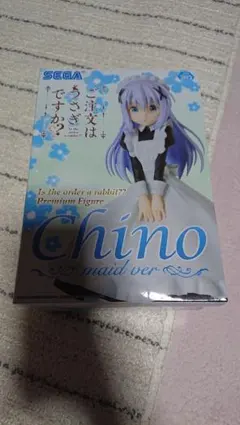 SEGA
ご注文は
うさぎ
ですか?
Is the order a rabbit??
Premium Figure
Chino
maid ver